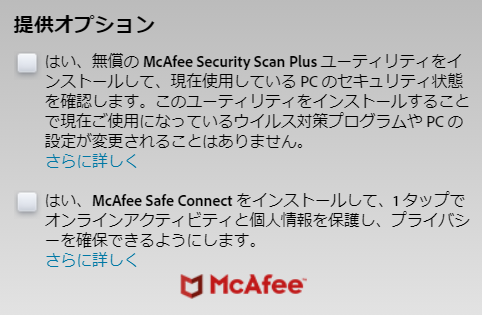 提供オプション
はい、無償の McAfee Security Scan Plus ユーティリティをイ
ンストールして、現在使用している PC のセキュリティ状態
を確認します。このユーティリティをインストールすること
で現在ご使用になっているウイルス対策プログラムや PC の
設定が変更されることはありません。
さらに詳しく
はい、McAfee Safe Connect をインストールして、1 タップで
オンラインアクティビティと個人情報を保護し、プライバシ
ーを確保できるようにします。
さらに詳しく
McAfee™